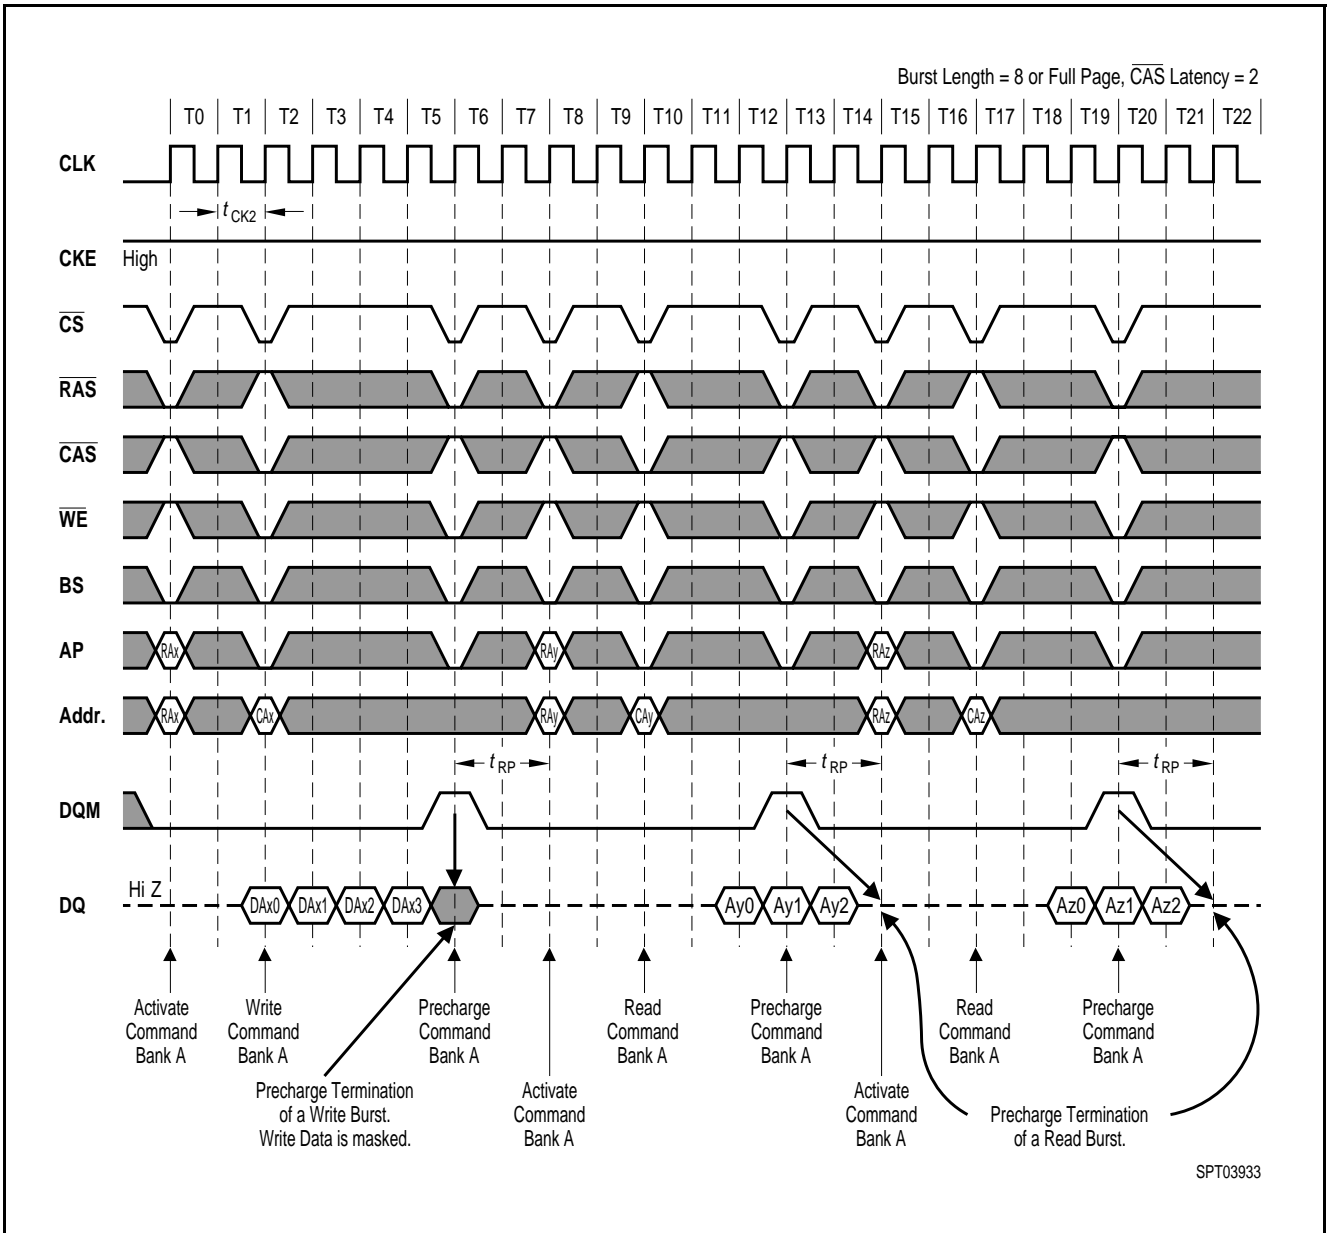 Burst Length = 8 or Full Page, CAS Latency = 2
T0 T1 T2 T3 T4 T5 T6 T7 T8 T9 T10 T11 T12 T13 T14 T15 T16 T17 T18 T19 T20 T21 T22
CLK
t CK2
CKE High
CS
RAS
CAS
WE
BS
AP RAx RAy RAz
Addr. RAx CAx RAy CAy RAz CAz
t RP t RP t RP
DQM
Hi Z
DQ DAx0 DAx1 DAx2 DAx3 Ay0 Ay1 Ay2 Az0 Az1 Az2
Activate Command Bank A
Write Command Bank A
Precharge Command Bank A
Read Command Bank A
Precharge Command Bank A
Read Command Bank A
Precharge Command Bank A
Precharge Termination
of a Write Burst.
Write Data is masked.
Activate Command Bank A
Activate Command Bank A
Precharge Termination
of a Read Burst.
SPT03933